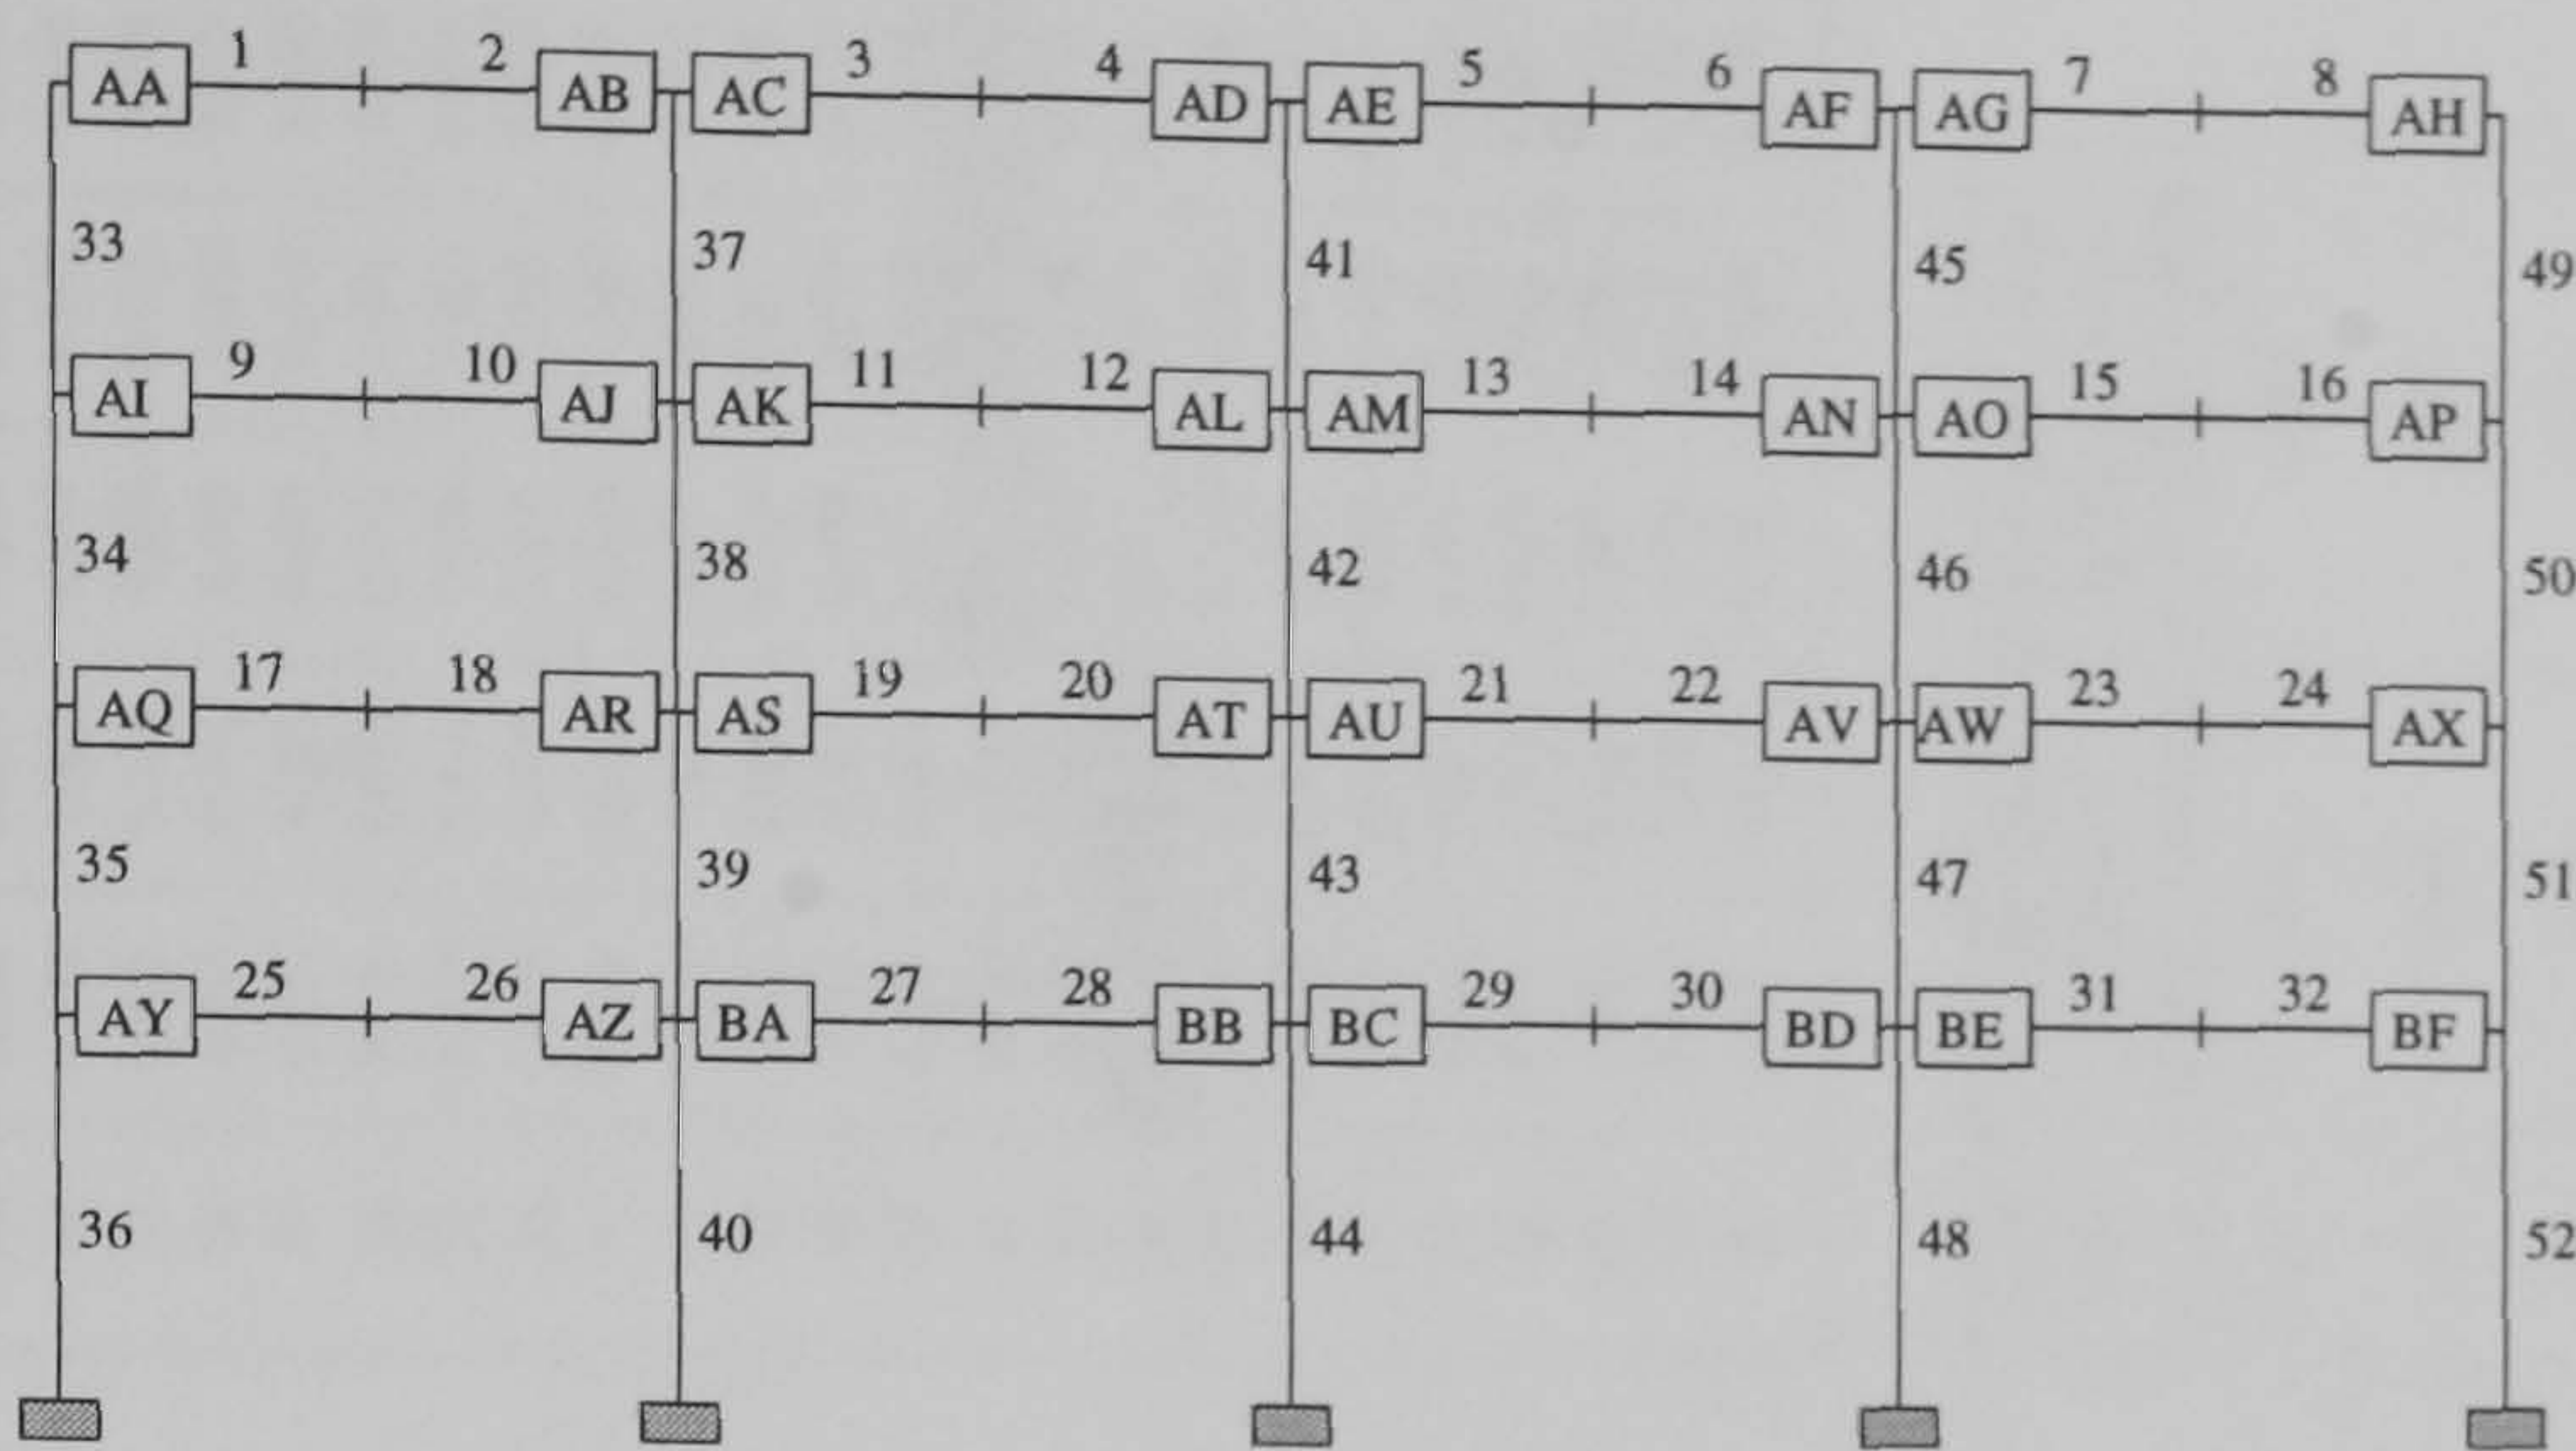 AA 1 2 AB AC 3 4 AD AE 5 6 AF AG 7 8 AH
33 37 41 45 49
AI 9 10 AJ AK 11 12 AL AM 13 14 AN AO 15 16 AP
34 38 42 46 50
AQ 17 18 AR AS 19 20 AT AU 21 22 AV AW 23 24 AX
35 39 43 47 51
AY 25 26 AZ BA 27 28 BB BC 29 30 BD BE 31 32 BF
36 40 44 48 52